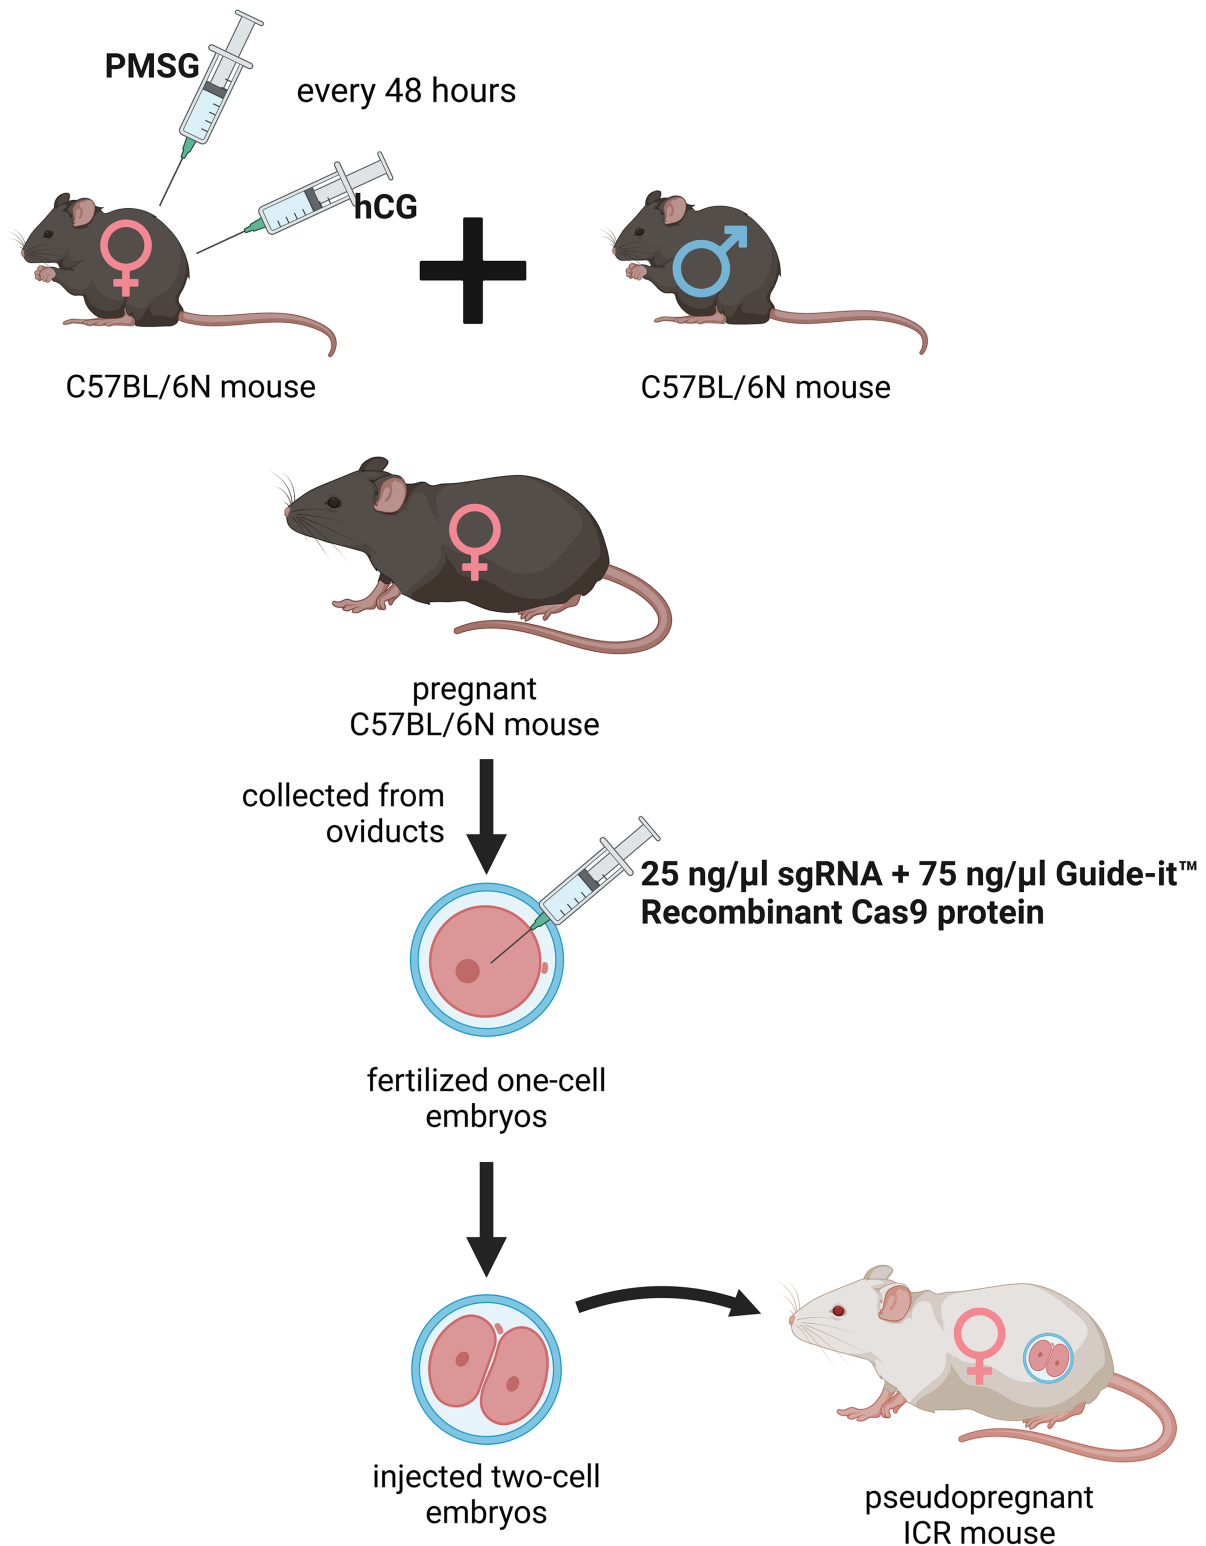 PMSG
every 48 hours
hCG
C57BL/6N mouse
C57BL/6N mouse
pregnant
C57BL/6N mouse
collected from
oviducts
25 ng/µl sgRNA + 75 ng/µl Guide-it™
Recombinant Cas9 protein
fertilized one-cell
embryos
injected two-cell
embryos
pseudopregnant
ICR mouse